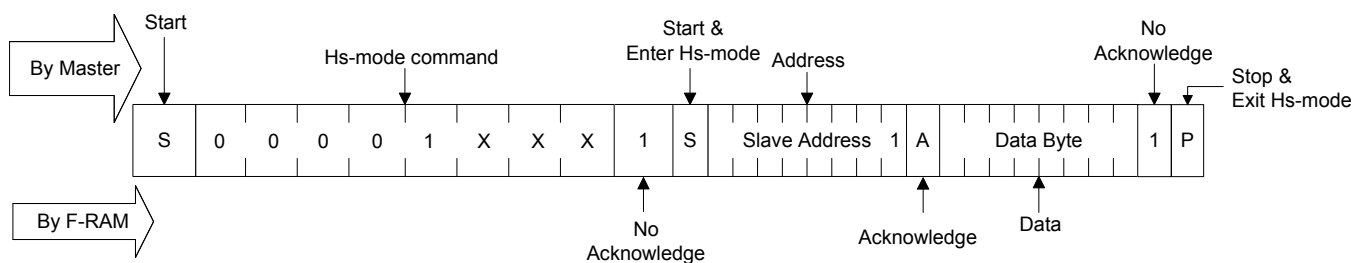 Start
Start &
Enter Hs-mode
No
Acknowledge
By Master
Hs-mode command
Address
Stop &
Exit Hs-mode
S 0 0 0 0 1 X X X 1 S Slave Address 1 A Data Byte 1 P
By F-RAM
No
Acknowledge
Acknowledge
Data